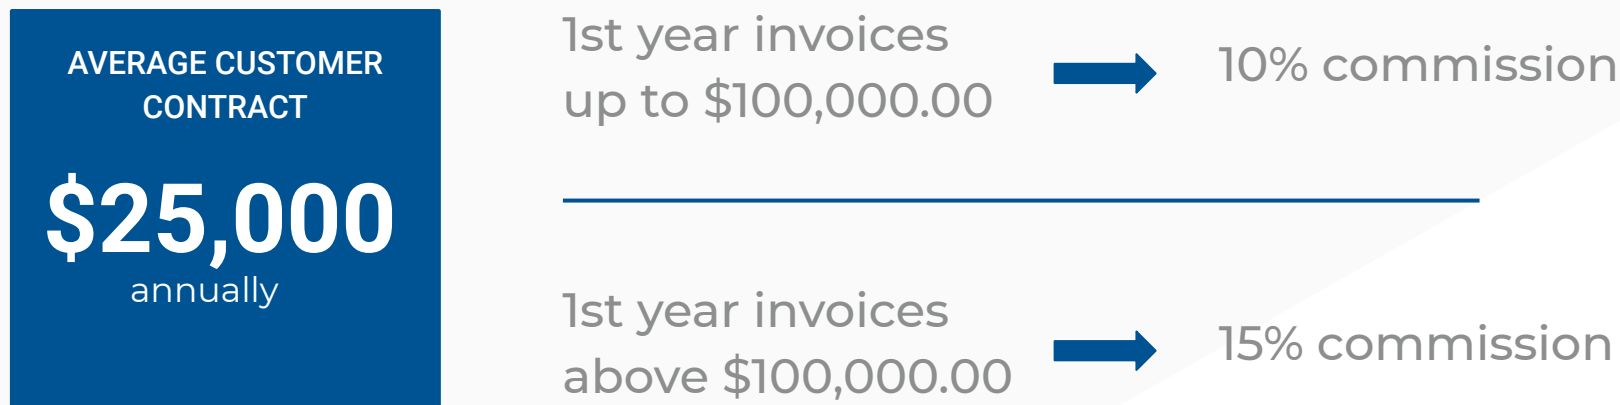 AVERAGE CUSTOMER
CONTRACT
$25,000
annually
1st year invoices
up to $100,000.00
10% commission
1st year invoices
above $100,000.00
15% commission